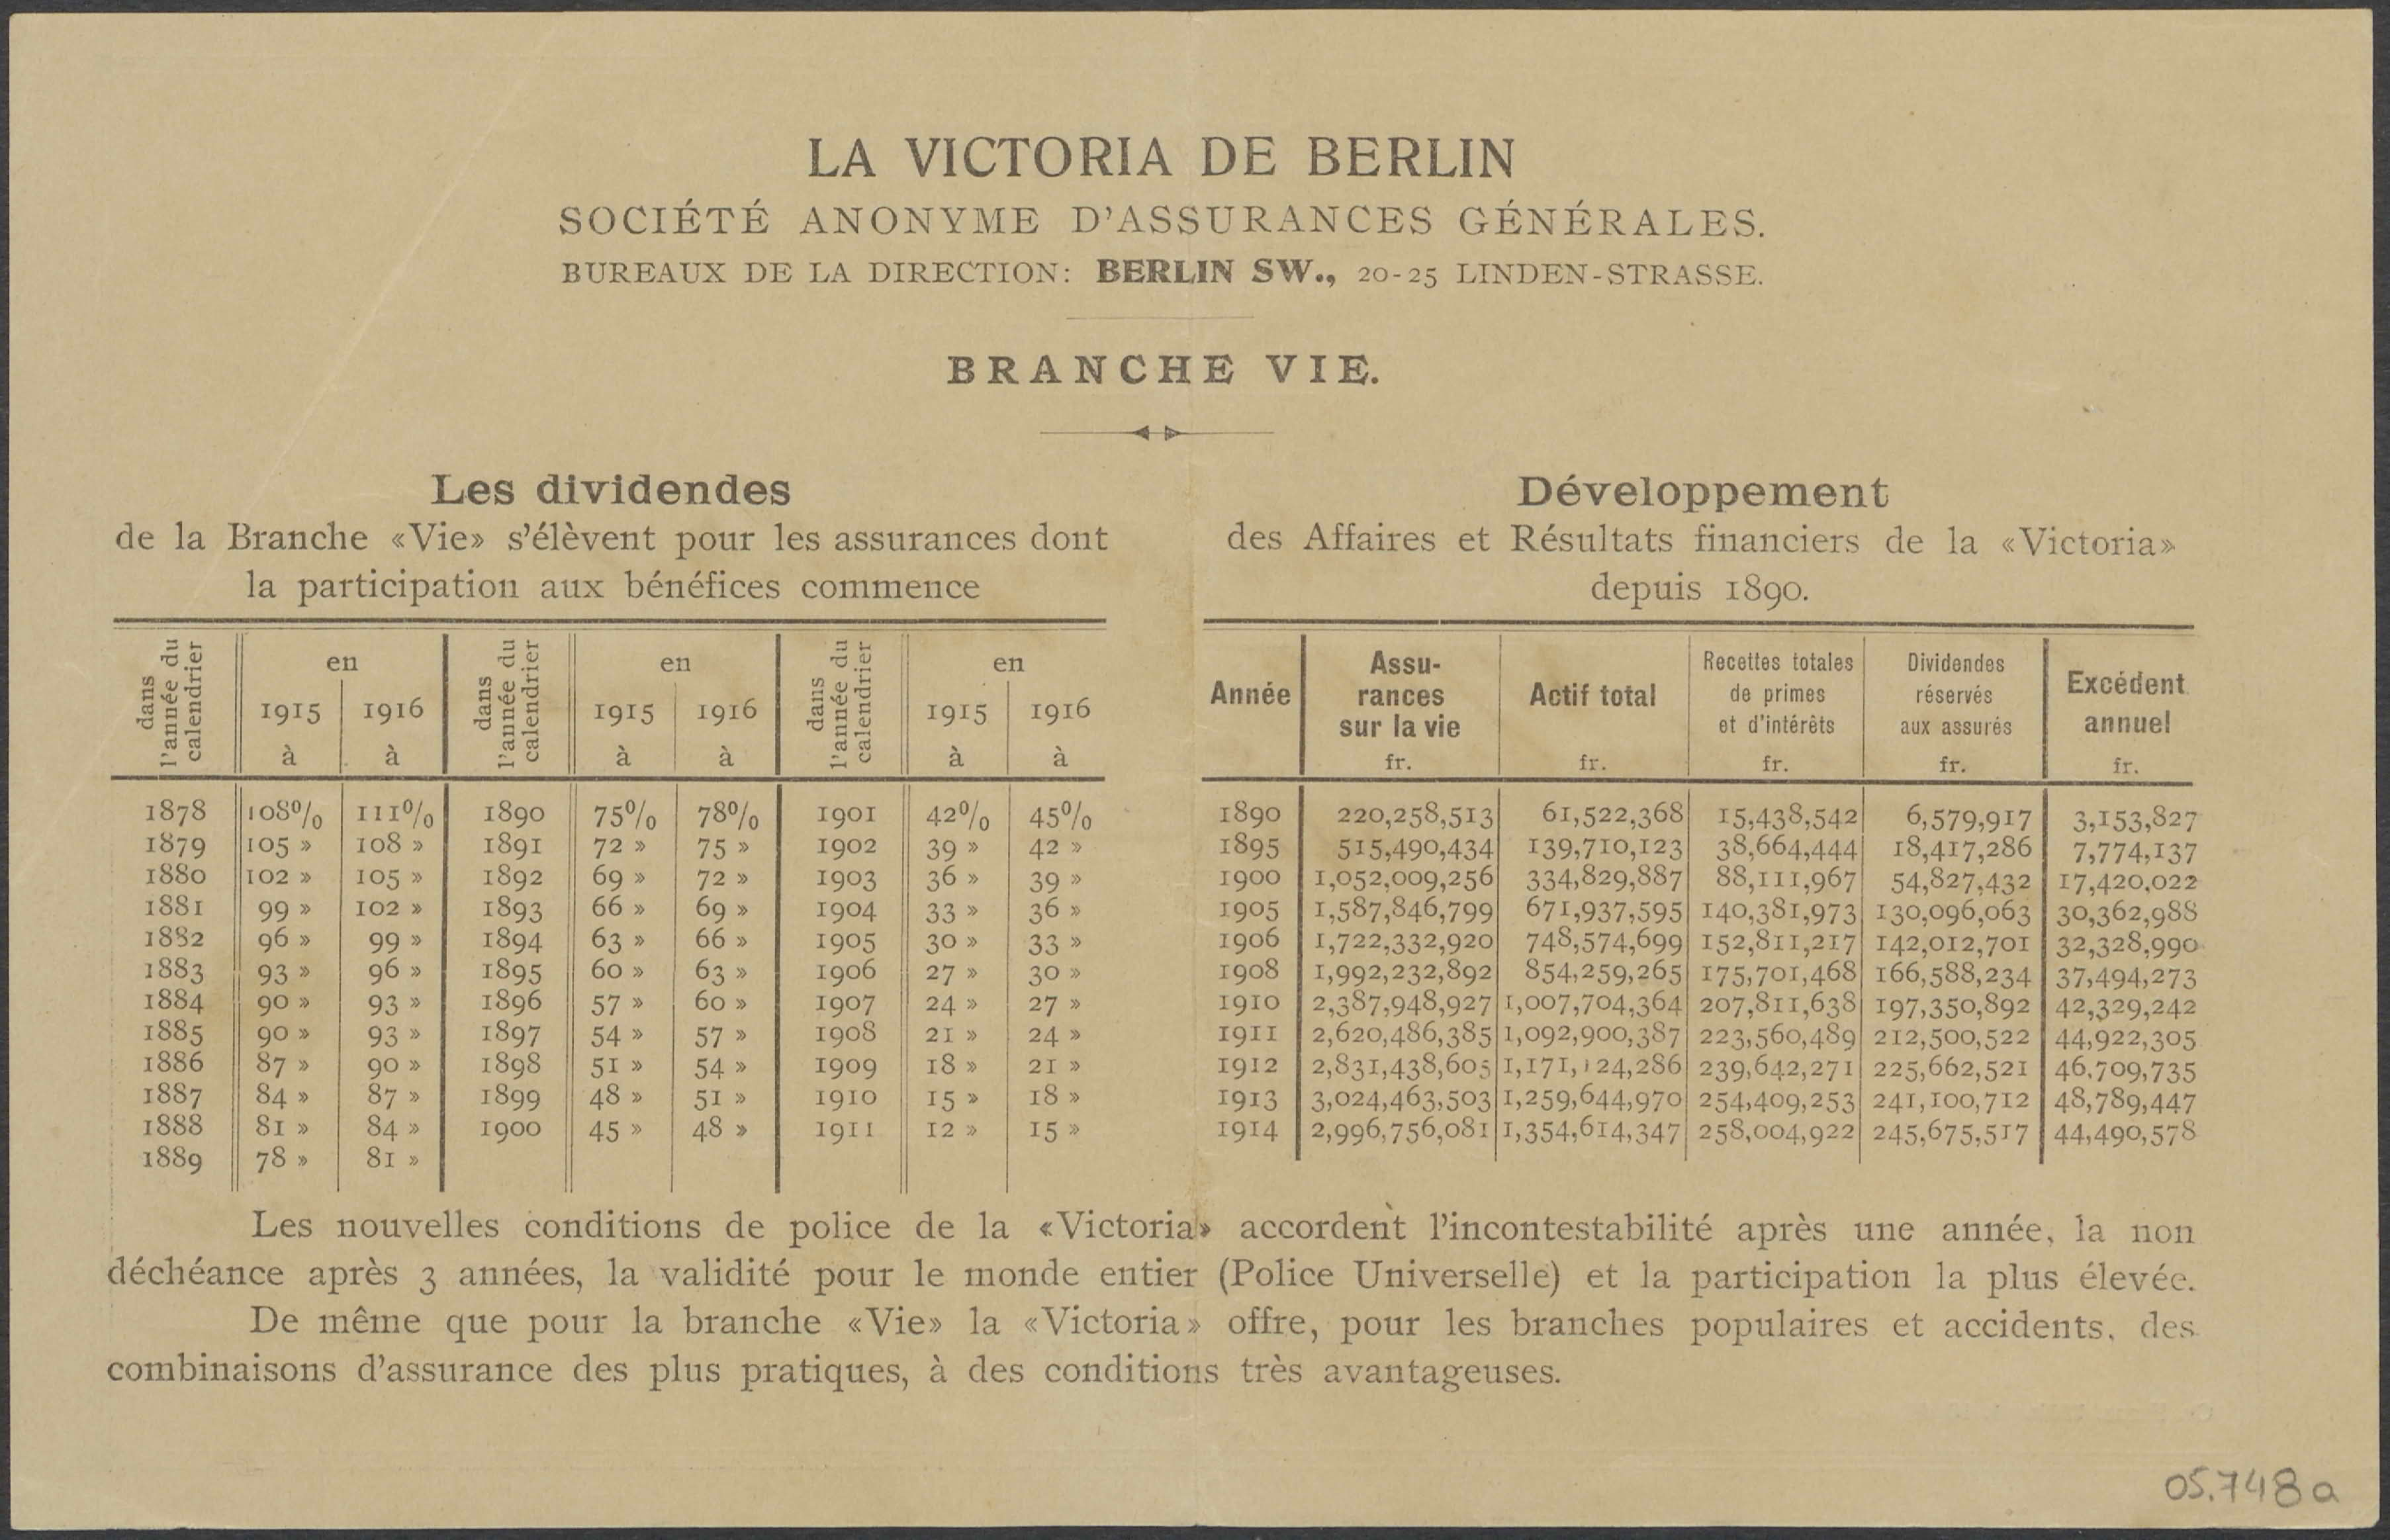 LA VICTORIA DE BERLIN
SOCIÉTÉ ANONYME D'ASSURANCES GÉNÉRALES.
BUREAUX DE LA DIRECTION: BERLIN SW., 20-25 LINDEN-STRASSE.
BRANCHE VIE.
Les dividendes
de la Branche «Vie» s'élèvent pour les assurances dont
la participation aux bénéfices commence
dans l'année du calendrier | en 1915 à | en 1916 à | dans l'année du calendrier | en 1915 à | en 1916 à | dans l'année du calendrier | en 1915 à | en 1916 à
1878 108% 111% 1890 75% 78% 1901 42% 45%
1879 105 » 108 » 1891 72 » 75 » 1902 39 » 42 »
1880 102 » 105 » 1892 69 » 72 » 1903 36 » 39 »
1881 99 » 102 » 1893 66 » 69 » 1904 33 » 36 »
1882 96 » 99 » 1894 63 » 66 » 1905 30 » 33 »
1883 93 » 96 » 1895 60 » 63 » 1906 27 » 30 »
1884 90 » 93 » 1896 57 » 60 » 1907 24 » 27 »
1885 90 » 93 » 1897 54 » 57 » 1908 21 » 24 »
1886 87 » 90 » 1898 51 » 54 » 1909 18 » 21 »
1887 84 » 87 » 1899 48 » 51 » 1910 15 » 18 »
1888 81 » 84 » 1900 45 » 48 » 1911 12 » 15 »
1889 78 » 81 »
Développement
des Affaires et Résultats financiers de la «Victoria»
depuis 1890.
Année | Assu-rances sur la vie fr. | Actif total fr. | Recettes totales de primes et d'intérêts fr. | Dividendes réservés aux assurés fr. | Excédent annuel fr.
1890 220,258,513 61,522,368 15,438,542 6,579,917 3,153,827
1895 515,490,434 139,710,123 38,664,444 18,417,286 7,774,137
1900 1,052,009,256 334,829,887 88,111,967 54,827,432 17,420,022
1905 1,587,846,799 671,937,595 140,381,973 130,096,063 30,362,988
1906 1,722,332,920 748,574,699 152,811,217 142,012,701 32,328,990
1908 1,992,232,892 854,259,265 175,701,468 166,588,234 37,494,273
1910 2,387,948,927 1,007,704,364 207,811,638 197,350,892 42,329,242
1911 2,620,486,385 1,092,900,387 223,560,489 212,500,522 44,922,305
1912 2,831,438,605 1,171,124,286 239,642,271 225,662,521 46,709,735
1913 3,024,463,503 1,259,644,970 254,409,253 241,100,712 48,789,447
1914 2,996,756,081 1,354,614,347 258,004,922 245,675,517 44,490,578
Les nouvelles conditions de police de la «Victoria» accordent l'incontestabilité après une année, la non
déchéance après 3 années, la validité pour le monde entier (Police Universelle) et la participation la plus élevée.
De même que pour la branche «Vie» la «Victoria» offre, pour les branches populaires et accidents, des
combinaisons d'assurance des plus pratiques, à des conditions très avantageuses.
05.748a